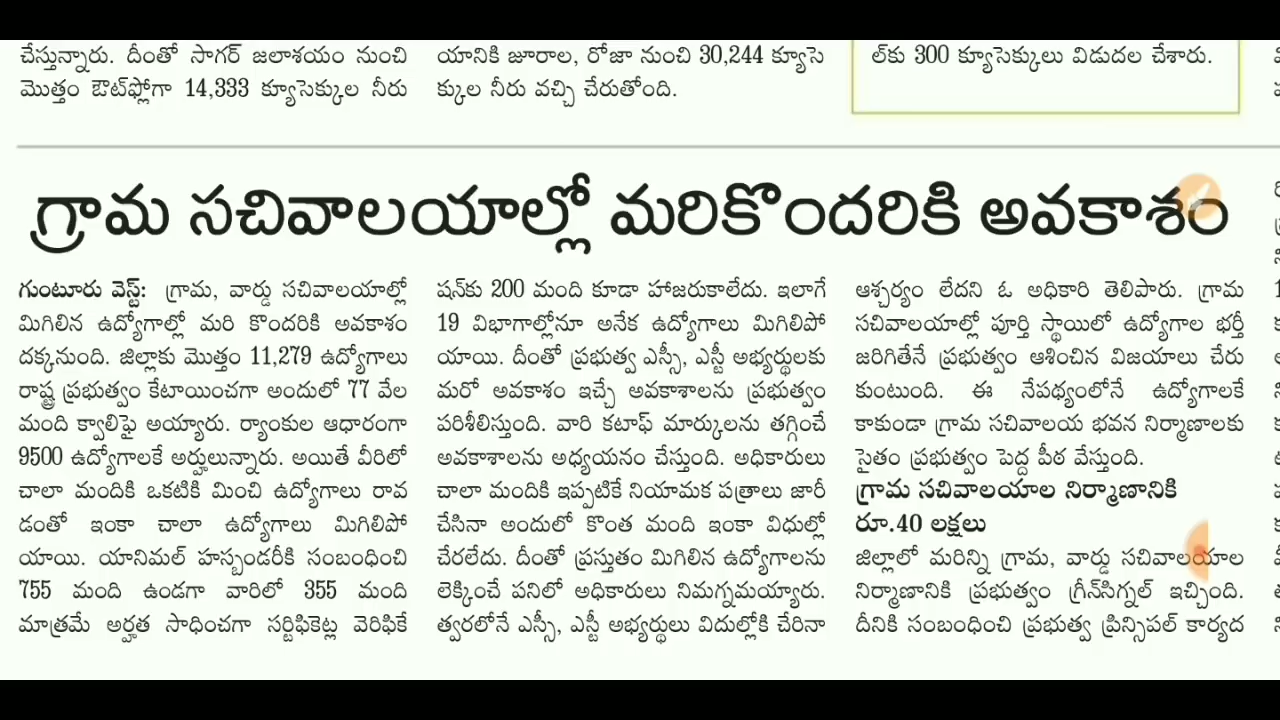 చేస్తున్నారు. దీంతో సాగర్ జలాశయం నుంచి
మొత్తం ఔట్‌ఫ్లోగా 14,333 క్యూసెక్కుల నీరు
యానికి జూరాల, రోజా నుంచి 30,244 క్యూసె
క్కుల నీరు వచ్చి చేరుతోంది.
ల్‌కు 300 క్యూసెక్కులు విడుదల చేశారు.
గ్రామ సచివాలయాల్లో మరికొందరికి అవకాశం
గుంటూరు వెస్ట్: గ్రామ, వార్డు సచివాలయాల్లో
మిగిలిన ఉద్యోగాల్లో మరి కొందరికి అవకాశం
దక్కనుంది. జిల్లాకు మొత్తం 11,279 ఉద్యోగాలు
రాష్ట్ర ప్రభుత్వం కేటాయించగా అందులో 77 వేల
మంది క్వాలిఫై అయ్యారు. ర్యాంకుల ఆధారంగా
9500 ఉద్యోగాలకే అర్హులున్నారు. అయితే వీరిలో
చాలా మందికి ఒకటికి మించి ఉద్యోగాలు రావ
డంతో ఇంకా చాలా ఉద్యోగాలు మిగిలిపో
యాయి. యానిమల్ హస్బండరీకి సంబంధించి
755 మంది ఉండగా వారిలో 355 మంది
మాత్రమే అర్హత సాధించగా సర్టిఫికెట్ల వెరిఫికే
షన్‌కు 200 మంది కూడా హాజరుకాలేదు. ఇలాగే
19 విభాగాల్లోనూ అనేక ఉద్యోగాలు మిగిలిపో
యాయి. దీంతో ప్రభుత్వ ఎస్సీ, ఎస్టీ అభ్యర్థులకు
మరో అవకాశం ఇచ్చే అవకాశాలను ప్రభుత్వం
పరిశీలిస్తుంది. వారి కటాఫ్ మార్కులను తగ్గించే
అవకాశాలను అధ్యయనం చేస్తుంది. అధికారులు
చాలా మందికి ఇప్పటికే నియామక పత్రాలు జారీ
చేసినా అందులో కొంత మంది ఇంకా విధుల్లో
చేరలేదు. దీంతో ప్రస్తుతం మిగిలిన ఉద్యోగాలను
లెక్కించే పనిలో అధికారులు నిమగ్నమయ్యారు.
త్వరలోనే ఎస్సీ, ఎస్టీ అభ్యర్థులు విదుల్లోకి చేరినా
ఆశ్చర్యం లేదని ఓ అధికారి తెలిపారు. గ్రామ
సచివాలయాల్లో పూర్తి స్థాయిలో ఉద్యోగాల భర్తీ
జరిగితేనే ప్రభుత్వం ఆశించిన విజయాలు చేరు
కుంటుంది. ఈ నేపథ్యంలోనే ఉద్యోగాలకే
కాకుండా గ్రామ సచివాలయ భవన నిర్మాణాలకు
సైతం ప్రభుత్వం పెద్ద పీఠ వేస్తుంది.
గ్రామ సచివాలయాల నిర్మాణానికి
రూ.40 లక్షలు
జిల్లాలో మరిన్ని గ్రామ, వార్డు సచివాలయాల
నిర్మాణానికి ప్రభుత్వం గ్రీన్‌సిగ్నల్ ఇచ్చింది.
దీనికి సంబంధించి ప్రభుత్వ ప్రిన్సిపల్ కార్యద